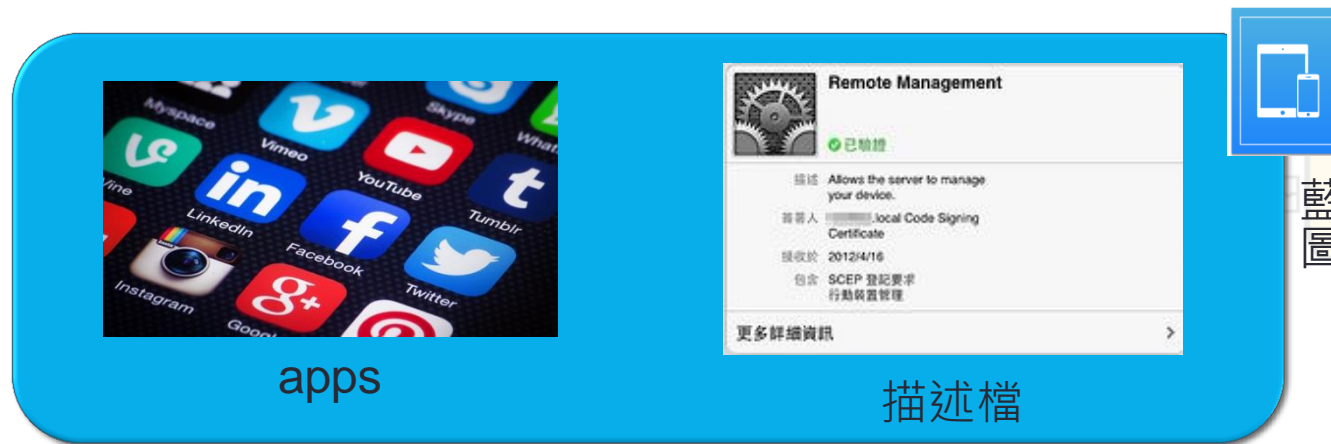 Myspace
Vimeo
Skype
What
Vine
YouTube
Tumblr
LinkedIn
Facebook
Twitter
Instagram
Googl
apps
Remote Management
已驗證
描述 Allows the server to manage
your device.
簽署人 .local Code Signing
Certificate
接收於 2012/4/16
包含 SCEP 登記要求
行動裝置管理
更多詳細資訊
描述檔
藍
圖